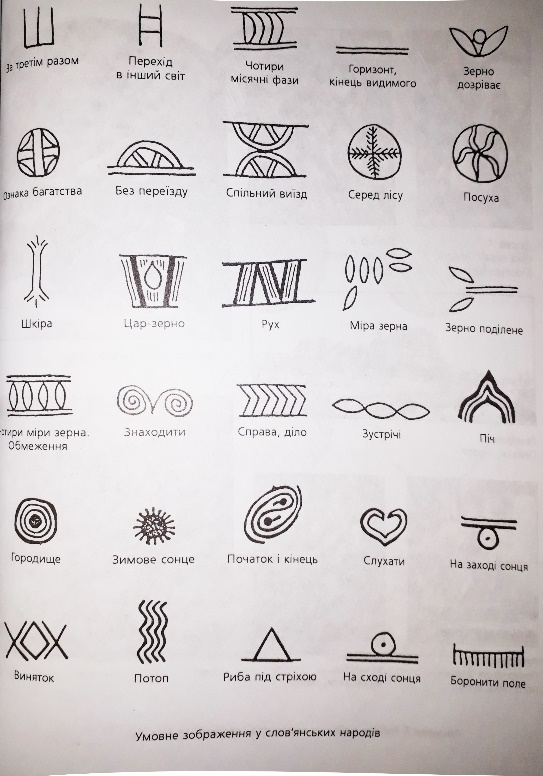 За третім разом
Перехід
в інший світ
Чотири
місячні фази
Горизонт,
кінець видимого
Зерно
дозріває
Ознака багатства
Без переїзду
Спільний виїзд
Серед лісу
Посуха
Шкіра
Цар-зерно
Рух
Міра зерна
Зерно поділене
міри зерна.
Обмеження
Знаходити
Справа, діло
Зустрічі
Піч
Городище
Зимове сонце
Початок і кінець
Слухати
На заході сонця
Виняток
Потоп
Риба під стріхою
На сході сонця
Боронити поле
Умовне зображення у слов'янських народів